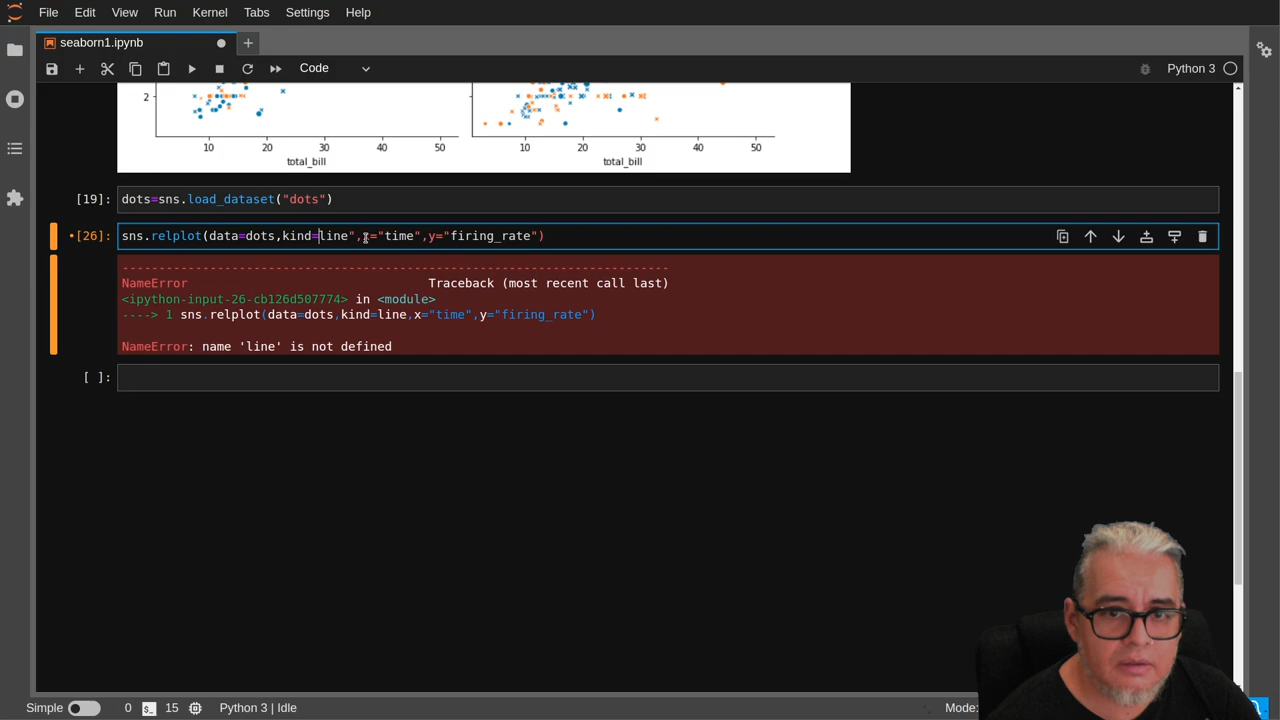 File Edit View Run Kernel Tabs Settings Help
seaborn1.ipynb
Code
Python 3
2
10 20 30 40 50 10 20 30 40 50
total_bill total_bill
[19]: dots=sns.load_dataset("dots")
[26]: sns.relplot(data=dots,kind=line",x="time",y="firing_rate")
---------------------------------------------------------------------------
NameError Traceback (most recent call last)
<ipython-input-26-cb126d507774> in <module>
----> 1 sns.relplot(data=dots,kind=line,x="time",y="firing_rate")
NameError: name 'line' is not defined
[ ]:
Simple 0 $_ 15 Python 3 | Idle Mode: